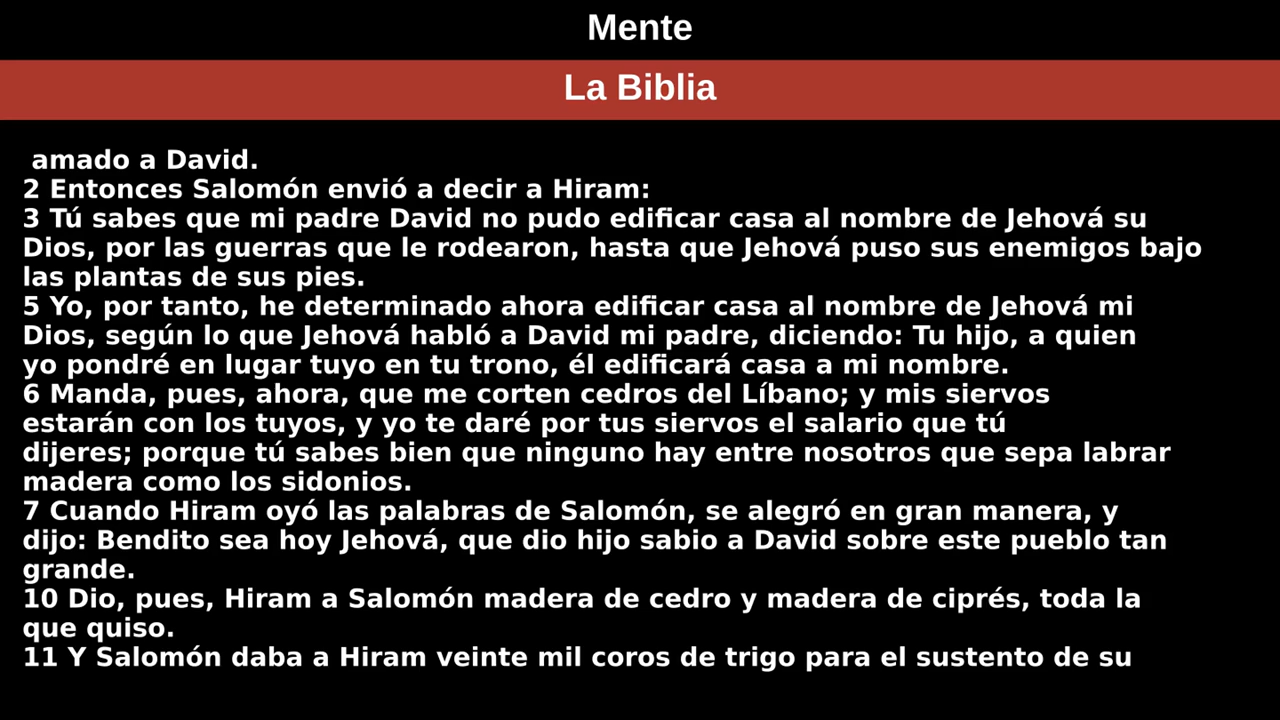 Mente
La Biblia
amado a David.
2 Entonces Salomón envió a decir a Hiram:
3 Tú sabes que mi padre David no pudo edificar casa al nombre de Jehová su
Dios, por las guerras que le rodearon, hasta que Jehová puso sus enemigos bajo
las plantas de sus pies.
5 Yo, por tanto, he determinado ahora edificar casa al nombre de Jehová mi
Dios, según lo que Jehová habló a David mi padre, diciendo: Tu hijo, a quien
yo pondré en lugar tuyo en tu trono, él edificará casa a mi nombre.
6 Manda, pues, ahora, que me corten cedros del Líbano; y mis siervos
estarán con los tuyos, y yo te daré por tus siervos el salario que tú
dijeres; porque tú sabes bien que ninguno hay entre nosotros que sepa labrar
madera como los sidonios.
7 Cuando Hiram oyó las palabras de Salomón, se alegró en gran manera, y
dijo: Bendito sea hoy Jehová, que dio hijo sabio a David sobre este pueblo tan
grande.
10 Dio, pues, Hiram a Salomón madera de cedro y madera de ciprés, toda la
que quiso.
11 Y Salomón daba a Hiram veinte mil coros de trigo para el sustento de su